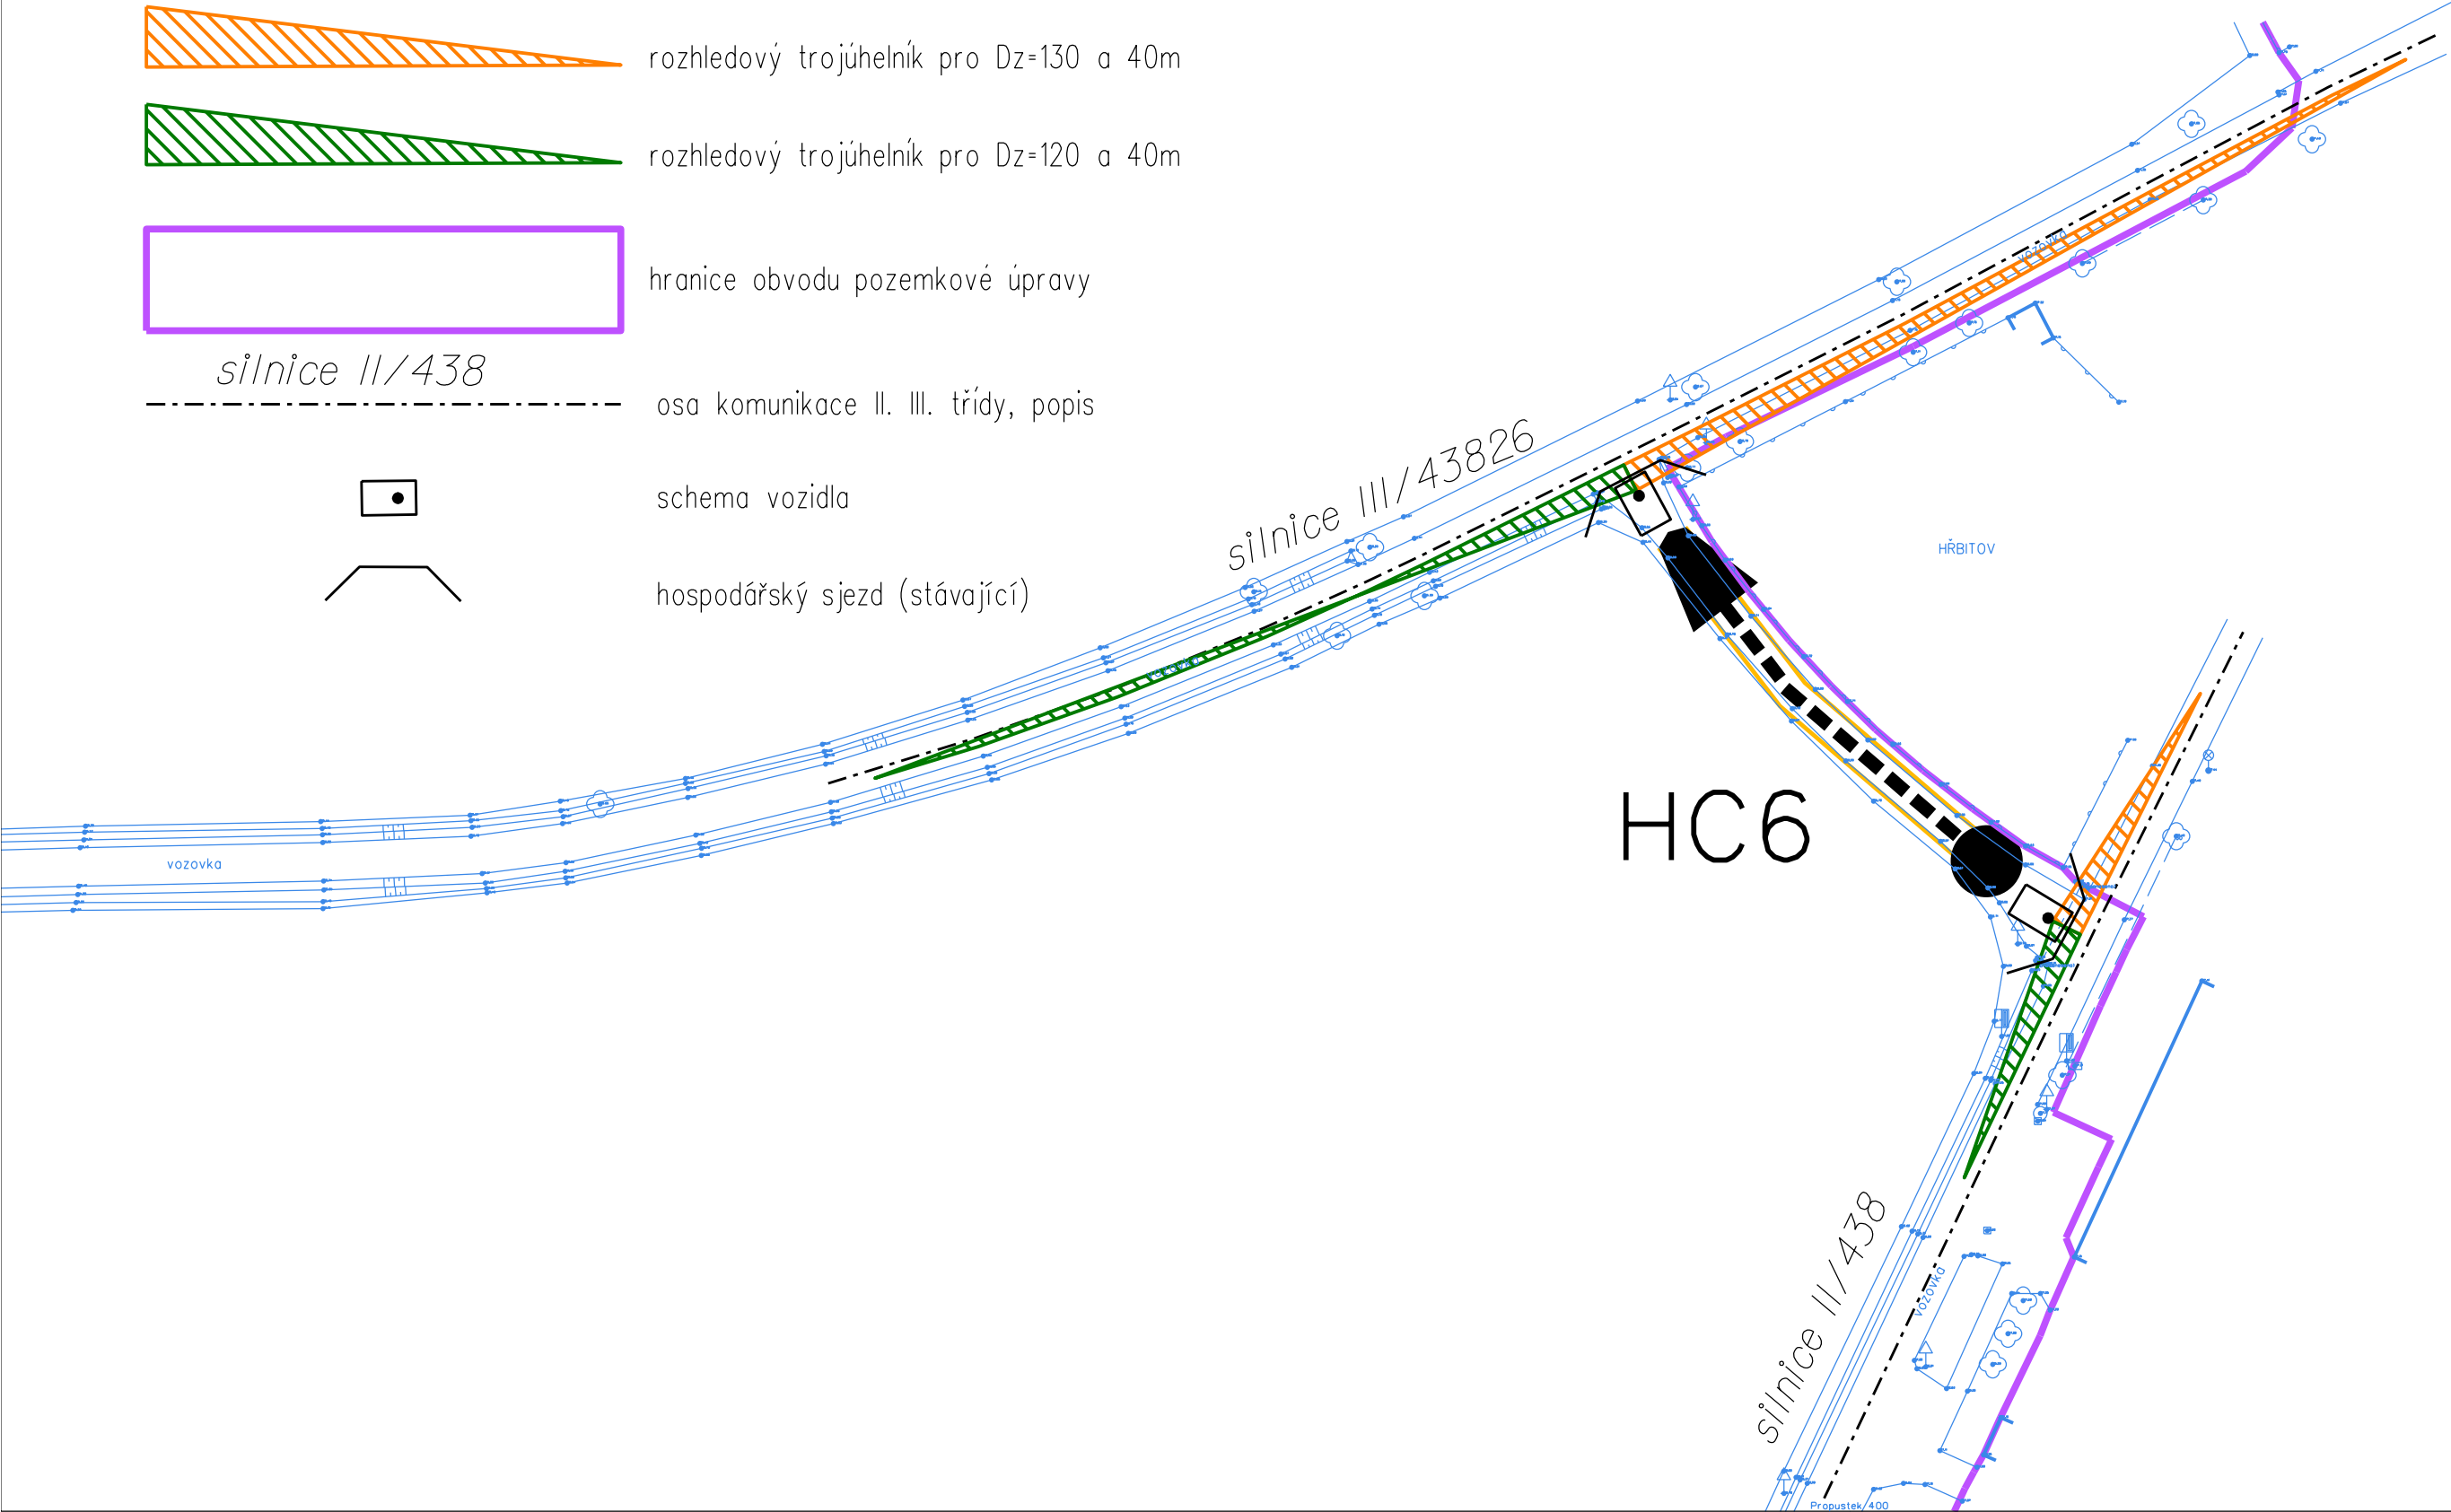 rozhledový trojúhelník pro Dz=130 a 40m
rozhledový trojúhelník pro Dz=120 a 40m
hranice obvodu pozemkové úpravy
silnice II/438
osa komunikace II. III. třídy, popis
schema vozidla
hospodářský sjezd (stávající)
vozovka
silnice III/43826
HŘBITOV
vozovka
HC6
vozovka
silnice II/438
vozovka
Propustek 400